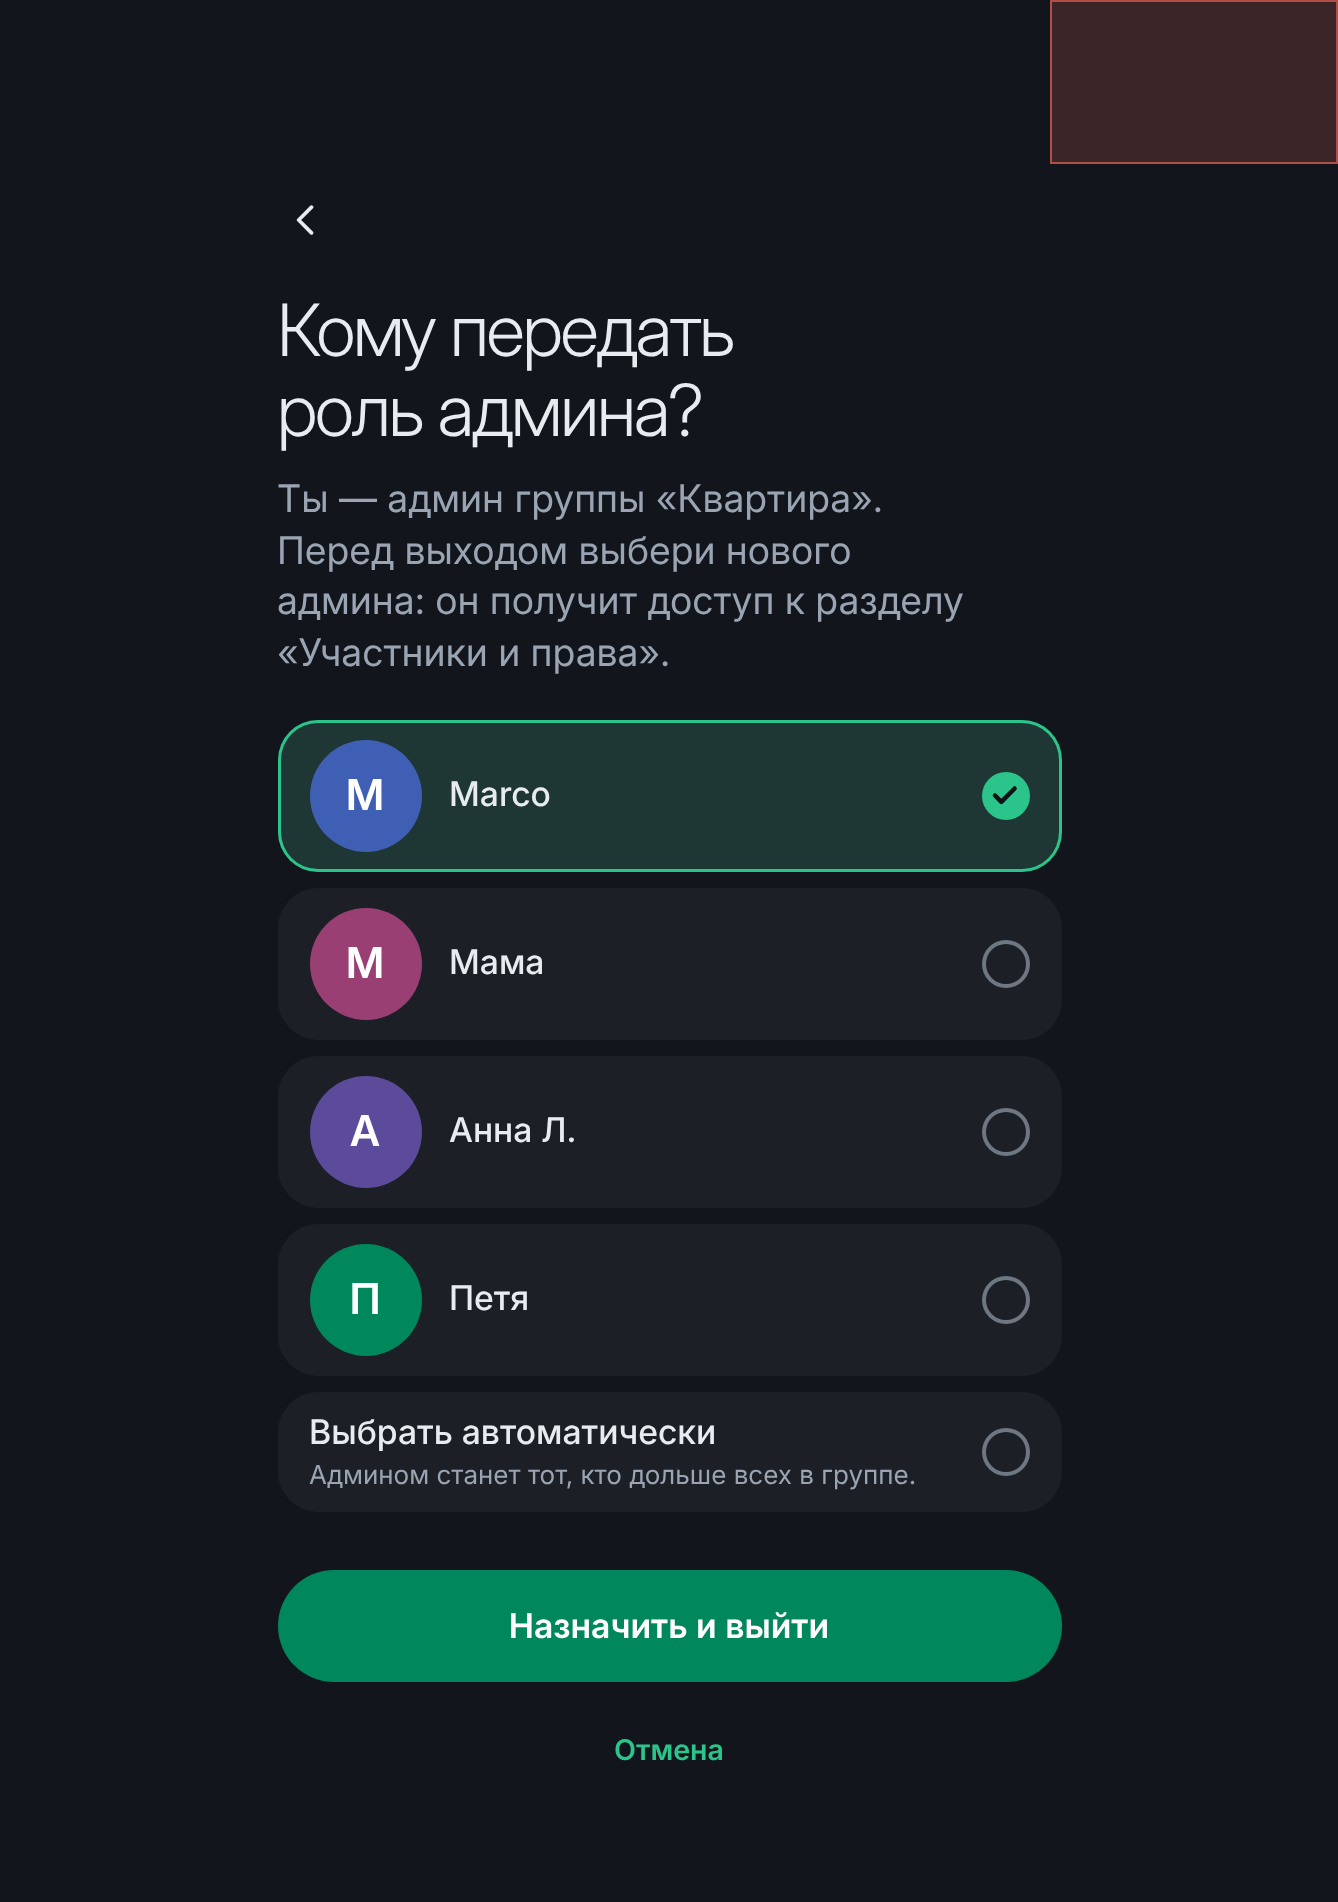 Кому передать
роль админа?
Ты — админ группы «Квартира».
Перед выходом выбери нового
админа: он получит доступ к разделу
«Участники и права».
M Marco
М Мама
А Анна Л.
П Петя
Выбрать автоматически
Админом станет тот, кто дольше всех в группе.
Назначить и выйти
Отмена